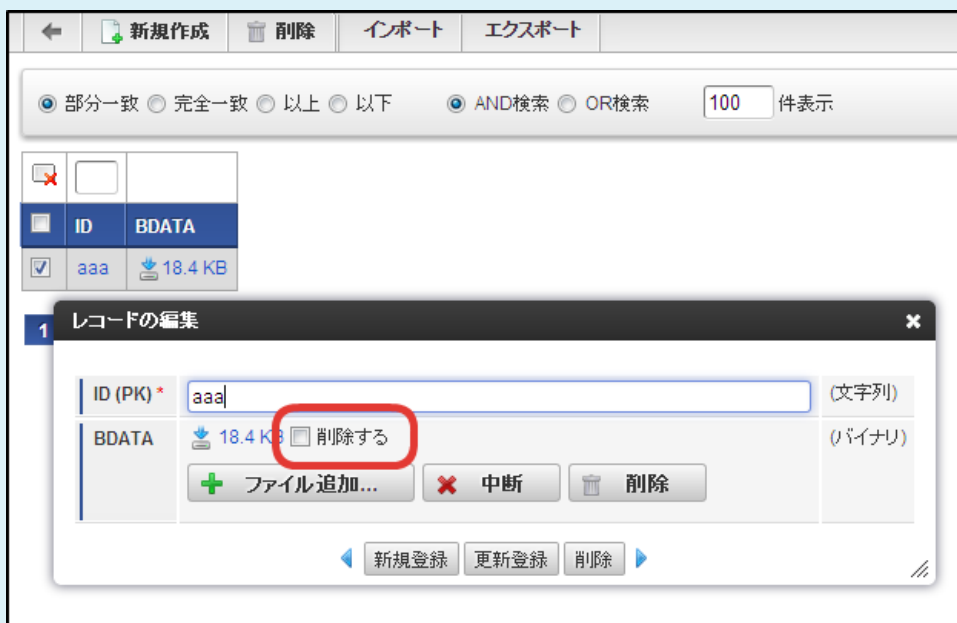 新規作成 削除 インポート エクスポート
部分一致 完全一致 以上 以下 AND検索 OR検索 100 件表示
ID BDATA
aaa 18.4 KB
1
レコードの編集
ID (PK) * aaa (文字列)
BDATA 18.4 KB 削除する (バイナリ)
ファイル追加... 中断 削除
新規登録 更新登録 削除